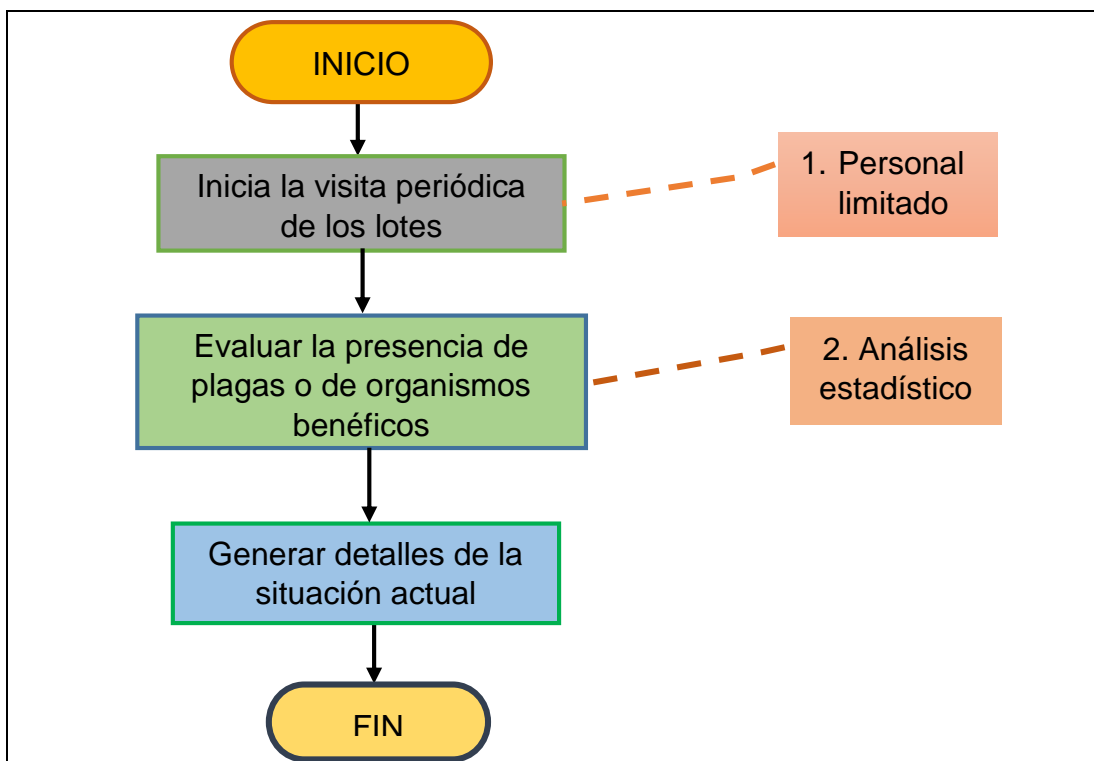 INICIO
Inicia la visita periódica
de los lotes
1. Personal
limitado
Evaluar la presencia de
plagas o de organismos
benéficos
2. Análisis
estadístico
Generar detalles de la
situación actual
FIN